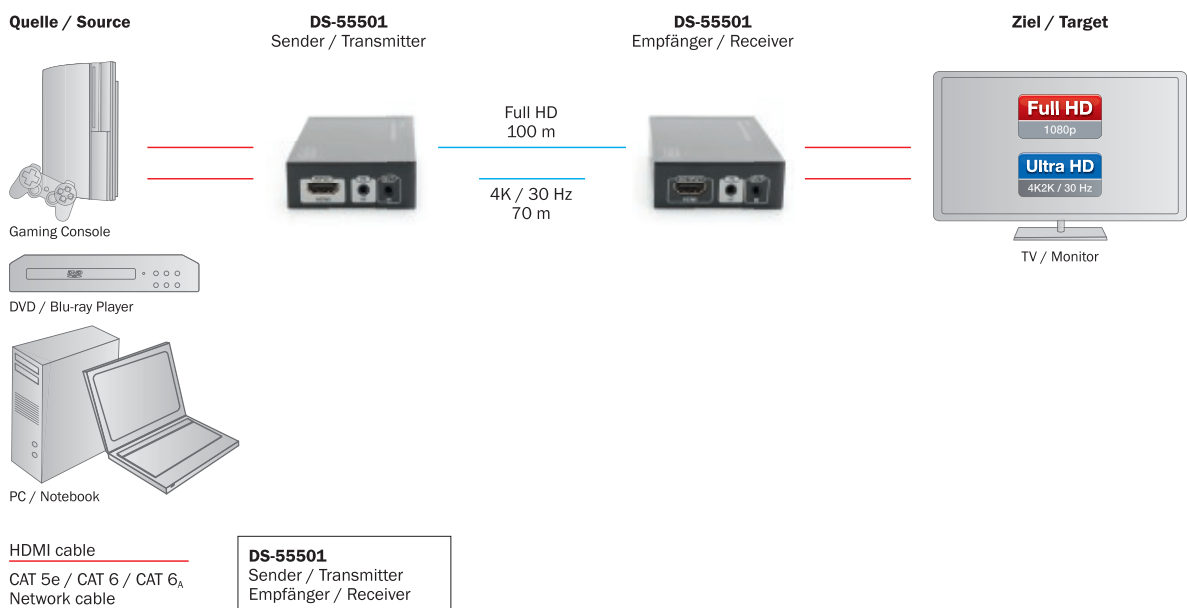 Quelle / Source
DS-55501
Sender / Transmitter
DS-55501
Empfänger / Receiver
Ziel / Target
Full HD
100 m
4K / 30 Hz
70 m
Full HD
1080p
Ultra HD
4K2K / 30 Hz
Gaming Console
TV / Monitor
DVD
DVD / Blu-ray Player
PC / Notebook
HDMI cable
CAT 5e / CAT 6 / CAT 6A
Network cable
DS-55501
Sender / Transmitter
Empfänger / Receiver